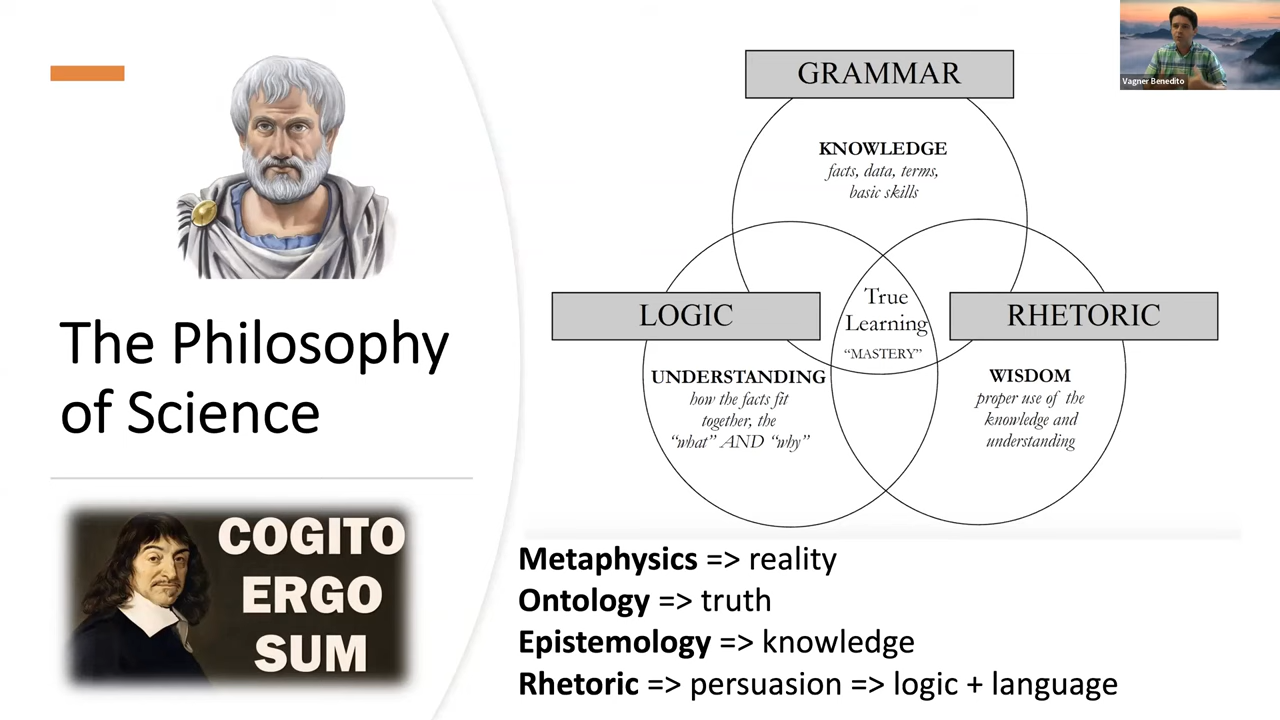 The Philosophy
of Science
COGITO
ERGO
SUM
GRAMMAR
KNOWLEDGE
facts, data, terms,
basic skills
LOGIC
True
Learning
“MASTERY”
RHETORIC
UNDERSTANDING
how the facts fit
together, the
“what” AND “why”
WISDOM
proper use of the
knowledge and
understanding
Metaphysics => reality
Ontology => truth
Epistemology => knowledge
Rhetoric => persuasion => logic + language
Vagner Benedito